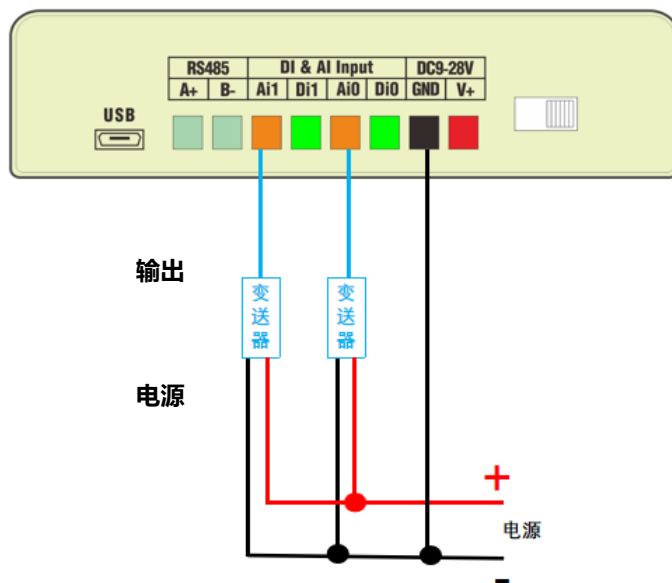 RS485 DI & AI Input DC9-28V
A+ B- Ai1 Di1 Ai0 Di0 GND V+
USB
输出
变送器 变送器
电源
+
电源
-